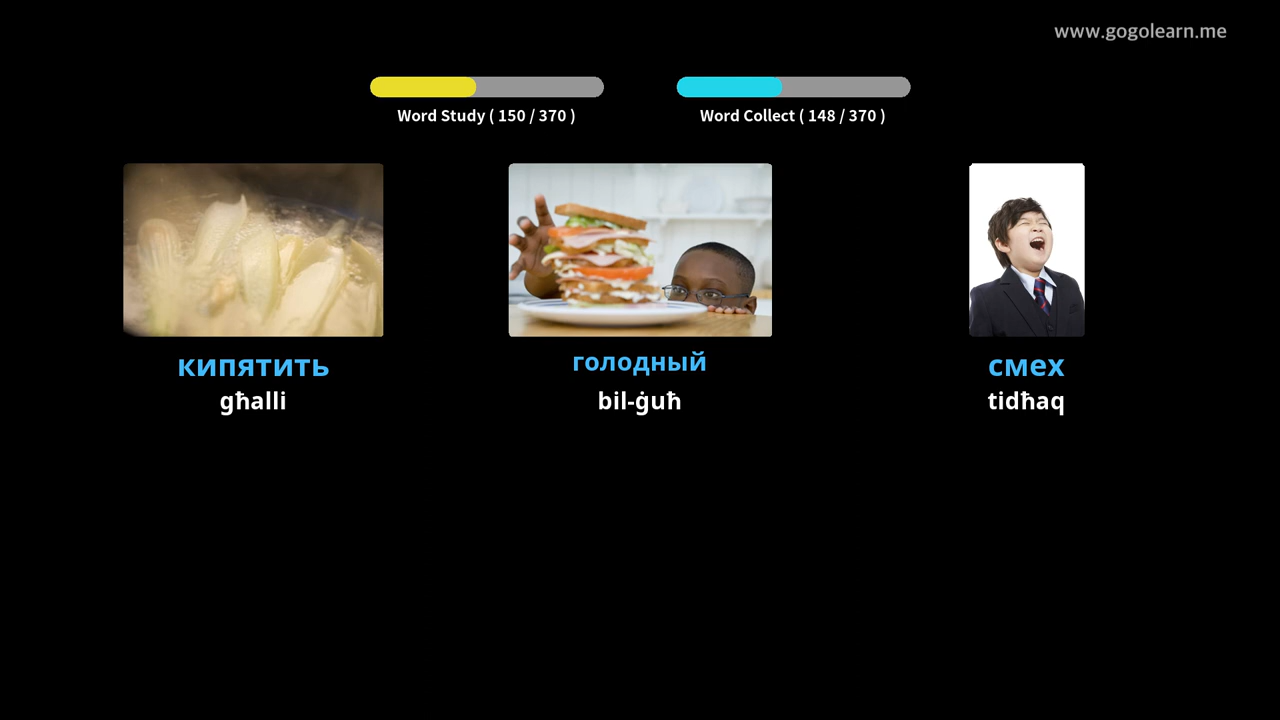 www.gogolearn.me
Word Study ( 150 / 370 )
Word Collect ( 148 / 370 )
кипятить
għalli
голодный
bil-ġuħ
смех
tidħaq